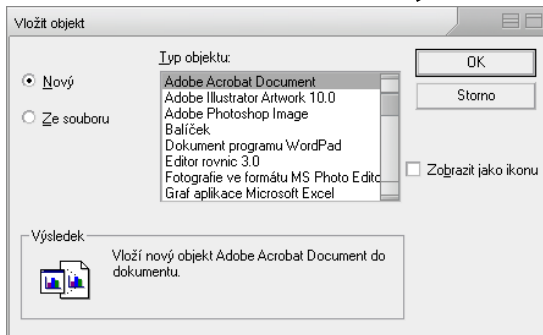 Vložit objekt
Typ objektu:
Nový
Ze souboru
Adobe Acrobat Document
Adobe Illustrator Artwork 10.0
Adobe Photoshop Image
Balíček
Dokument programu WordPad
Editor rovnic 3.0
Fotografie ve formátu MS Photo Edito
Graf aplikace Microsoft Excel
OK
Storno
Zobrazit jako ikonu
Výsledek
Vloží nový objekt Adobe Acrobat Document do
dokumentu.